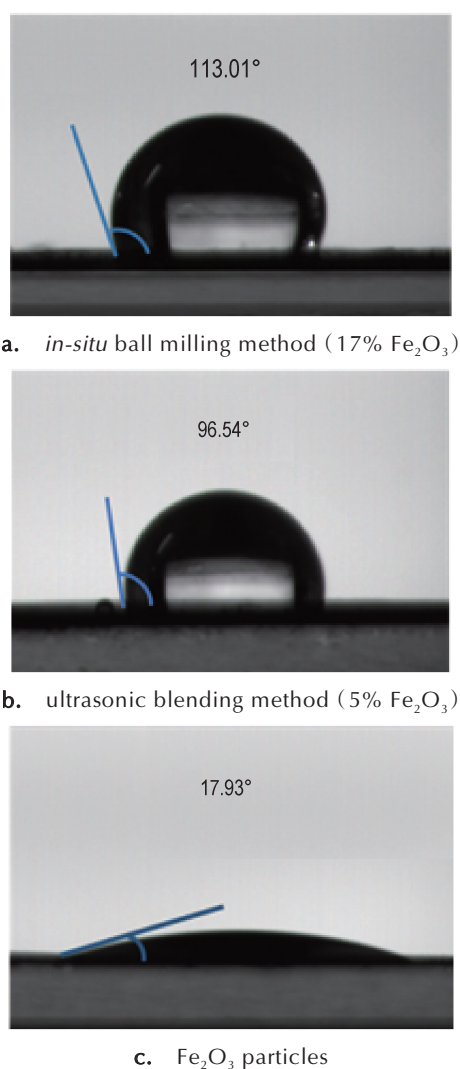 113.01°
a. in-situ ball milling method (17% Fe₂O₃)
96.54°
b. ultrasonic blending method (5% Fe₂O₃)
17.93°
c. Fe₂O₃ particles